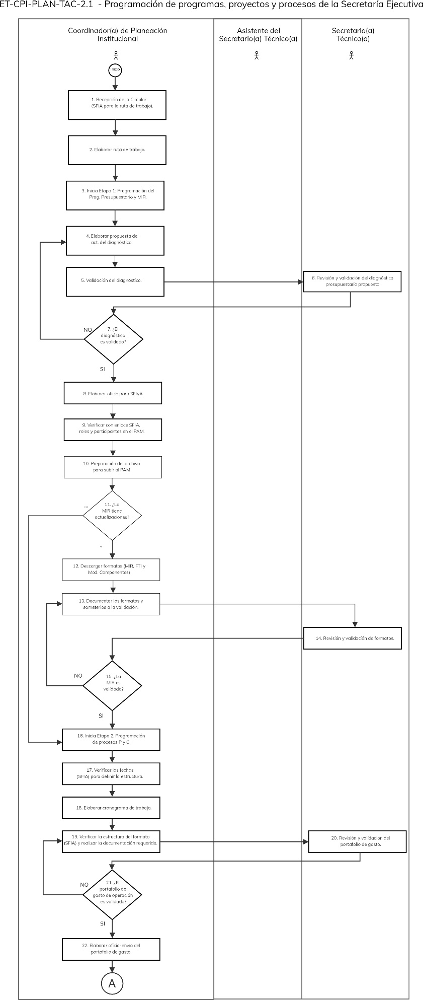 ET-CPI-PLAN-TAC-2.1  - Programación de programas, proyectos y procesos de la Secretaría Ejecutiva
Coordinador(a) de Planeación
Institucional
Asistente del
Secretario(a) Técnico(a)
Secretario(a)
Técnico(a)
Inicio
1. Recepción de la Circular
(SFIA para la ruta de trabajo).
2. Elaborar ruta de trabajo.
3. Inicia Etapa 1: Programación del
Prog. Presupuestario y MIR.
4. Elaborar propuesta de
act. del diagnóstico.
5. Validación del diagnóstico.
6. Revisión y validación del diagnóstico
presupuestario propuesto
7. ¿El
diagnóstico
es validado?
NO
SI
8. Elaborar oficio para SFIyA
9. Verificar con enlace SFIA,
roles y participantes en el PAM.
10. Preparación del archivo
para subir al PAM
11. ¿La
MIR tiene
actualizaciones?
NO
12. Descargar formatos (MIR, FTI y
Mod. Componentes)
13. Documentar los formatos y
someterlos a la validación.
14. Revisión y validación de formatos.
15. ¿La
MIR es
validada?
NO
SI
16. Inicia Etapa 2, Programación
de procesos P y G
17. Verificar las fechas
(SFIA) para definir la estructura.
18. Elaborar cronograma de trabajo.
19. Verificar la estructura del formato
(SFIA) y realizar la documentación requerida.
20. Revisión y validación del
portafolio de gasto.
21. ¿El
portafolio de
gasto de operación
es validado?
NO
SI
22. Elaborar oficio-envío del
portafolio de gasto.
A